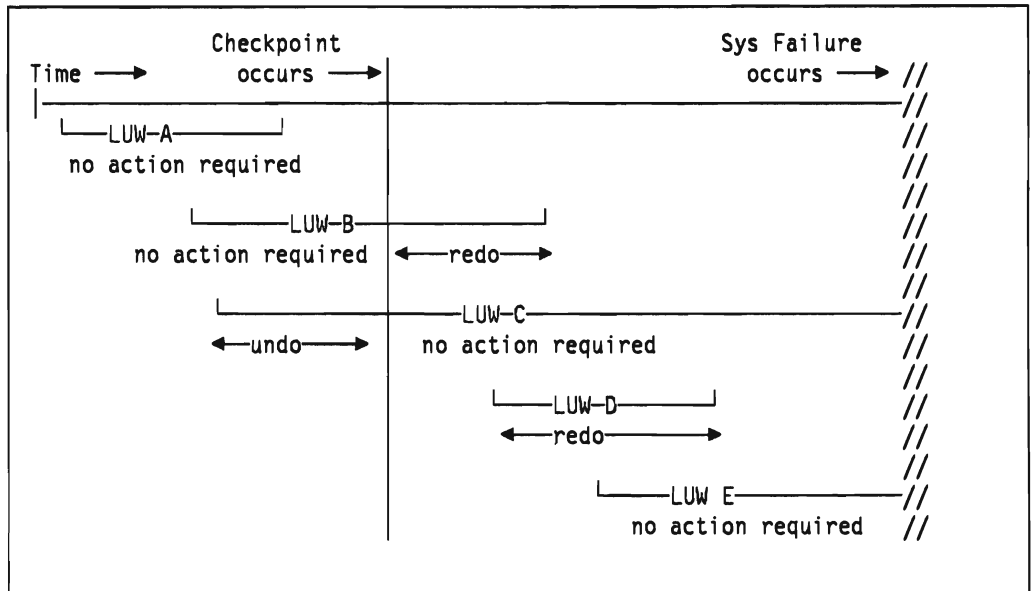 Checkpoint Sys Failure
Time occurs occurs
LUW-A
no action required
LUW-B
no action required redo
LUW-C
undo no action required
LUW-D
redo
LUW E
no action required